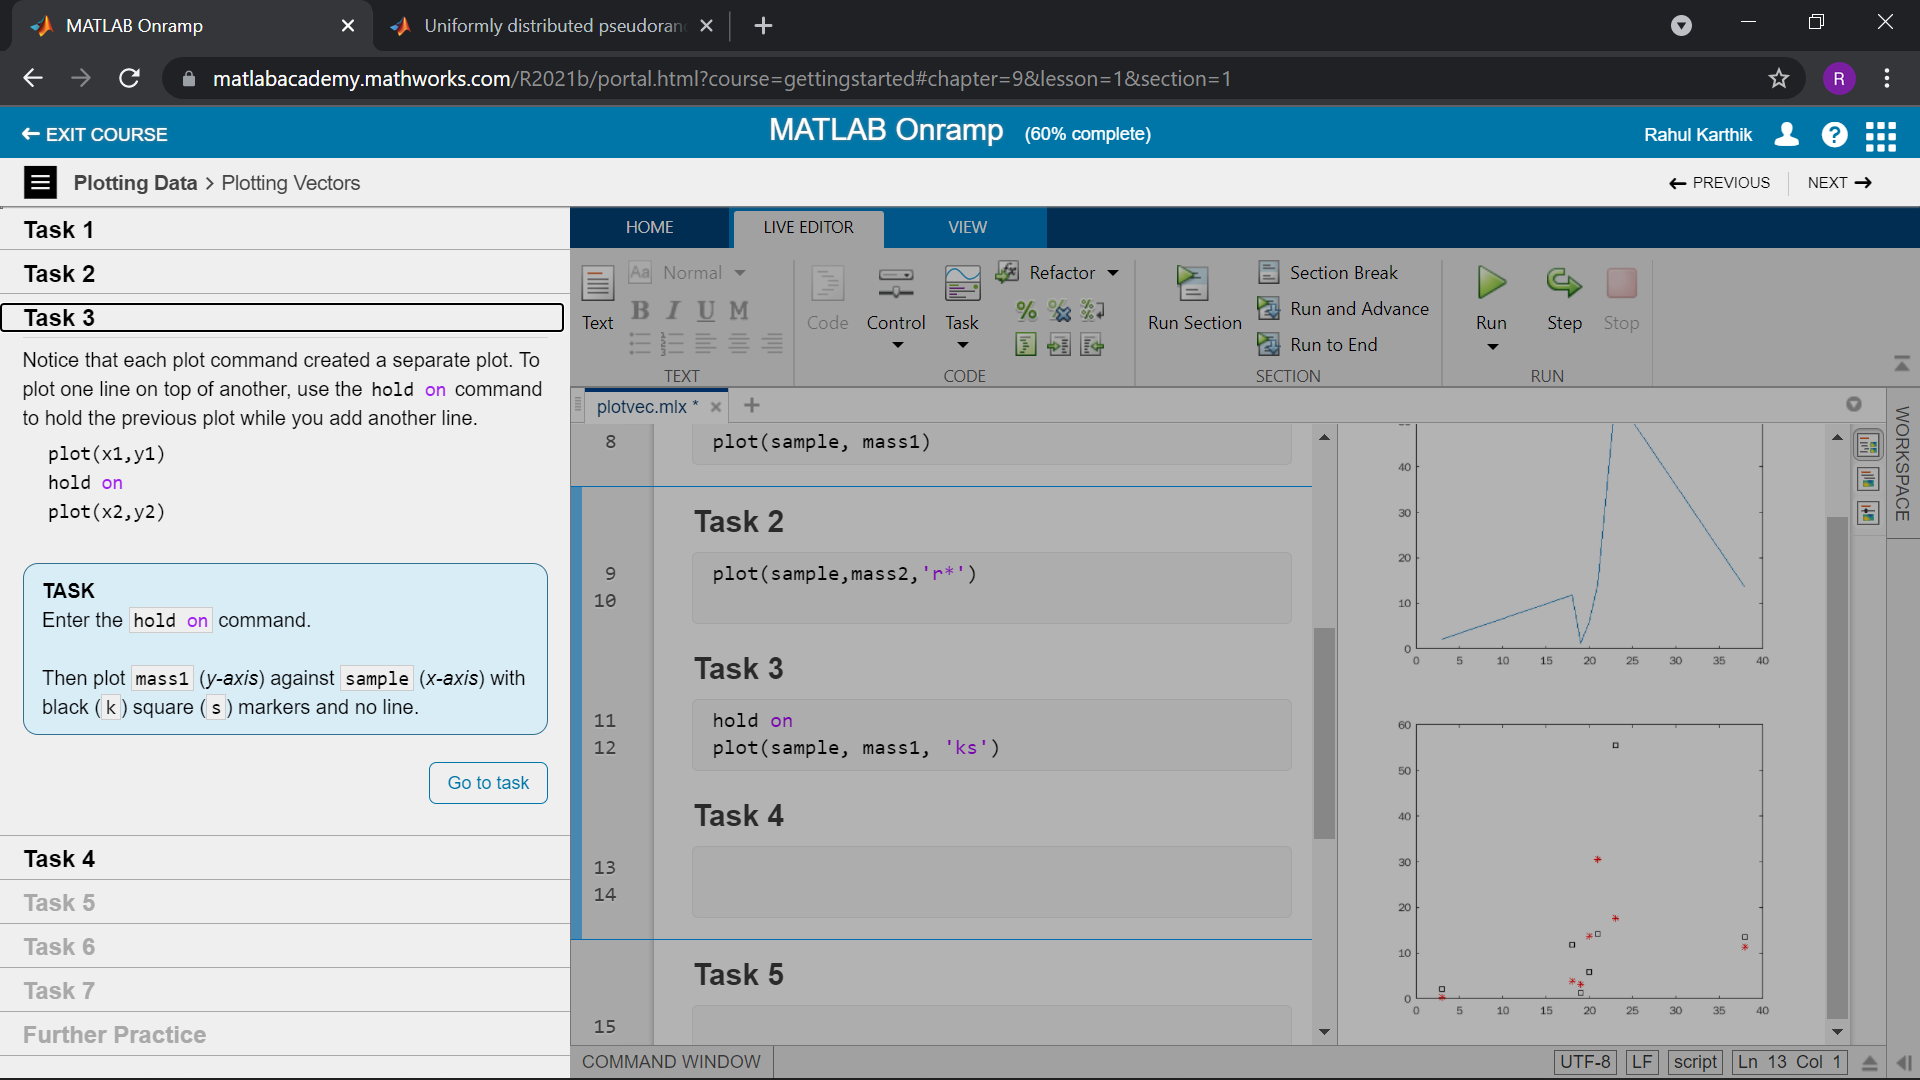 MATLAB Onramp
Uniformly distributed pseudoran
matlabacademy.mathworks.com/R2021b/portal.html?course=gettingstarted#chapter=9&lesson=1&section=1
R
EXIT COURSE
MATLAB Onramp (60% complete)
Rahul Karthik
Plotting Data > Plotting Vectors
PREVIOUS
NEXT
Task 1
Task 2
Task 3
Notice that each plot command created a separate plot. To
plot one line on top of another, use the hold on command
to hold the previous plot while you add another line.
plot(x1,y1)
hold on
plot(x2,y2)
TASK
Enter the hold on command.
Then plot mass1 (y-axis) against sample (x-axis) with
black (k) square (s) markers and no line.
Go to task
Task 4
Task 5
Task 6
Task 7
Further Practice
HOME
LIVE EDITOR
VIEW
Text
Aa Normal
B I U M
TEXT
Code
Control
Task
Refactor
CODE
Run Section
Section Break
Run and Advance
Run to End
SECTION
Run
Step
Stop
RUN
plotvec.mlx *
8 plot(sample, mass1)
Task 2
9 plot(sample,mass2,'r*')
10
Task 3
11 hold on
12 plot(sample, mass1, 'ks')
Task 4
13
14
Task 5
15
40
30
20
10
0
0 5 10 15 20 25 30 35 40
60
50
40
30
20
10
0
0 5 10 15 20 25 30 35 40
WORKSPACE
COMMAND WINDOW
UTF-8 LF script Ln 13 Col 1